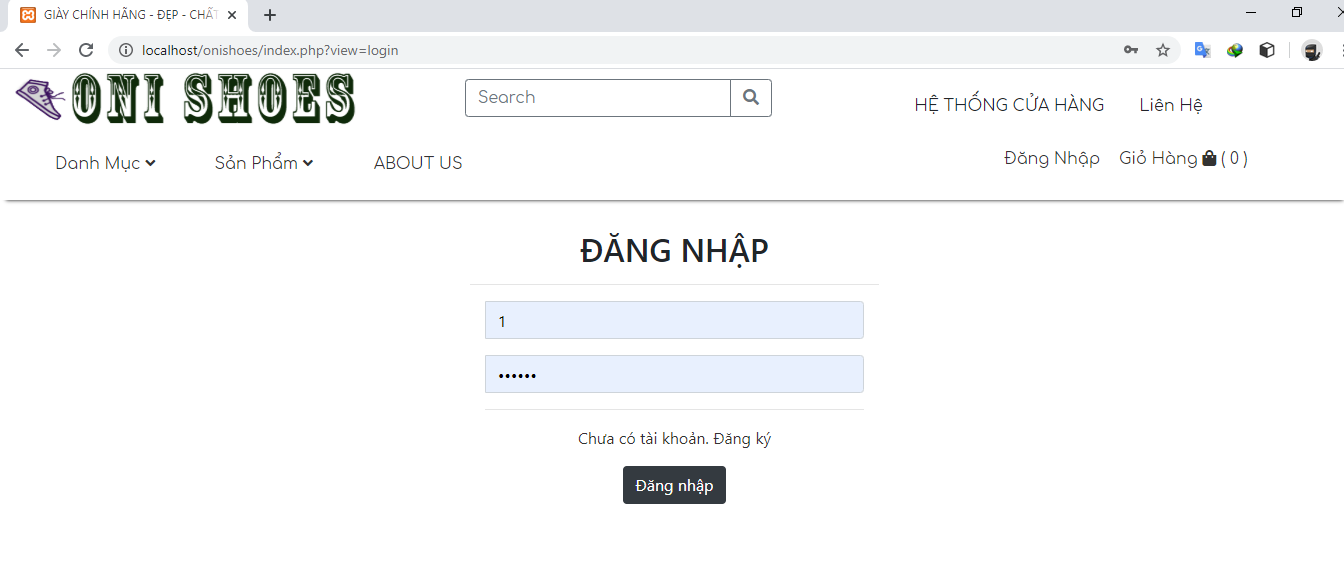 GIÀY CHÍNH HÃNG - ĐẸP - CHẤT
localhost/onishoes/index.php?view=login
ONI SHOES
Search
HỆ THỐNG CỬA HÀNG Liên Hệ
Danh Mục Sản Phẩm ABOUT US
Đăng Nhập Giỏ Hàng ( 0 )
ĐĂNG NHẬP
1
••••••
Chưa có tài khoản. Đăng ký
Đăng nhập